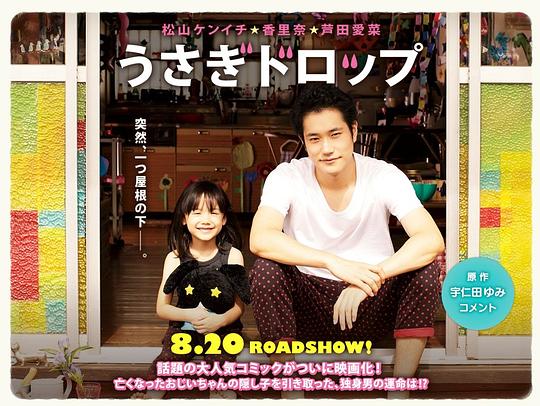 松山ケンイチ★香里奈★芦田愛菜
うさぎドロップ
突然、一つ屋根の下——。
原作
宇仁田ゆみ
コメント
8.20 ROADSHOW!
話題の大人気コミックがついに映画化!
亡くなったおじいちゃんの隠し子を引き取った、独身男の運命は!?